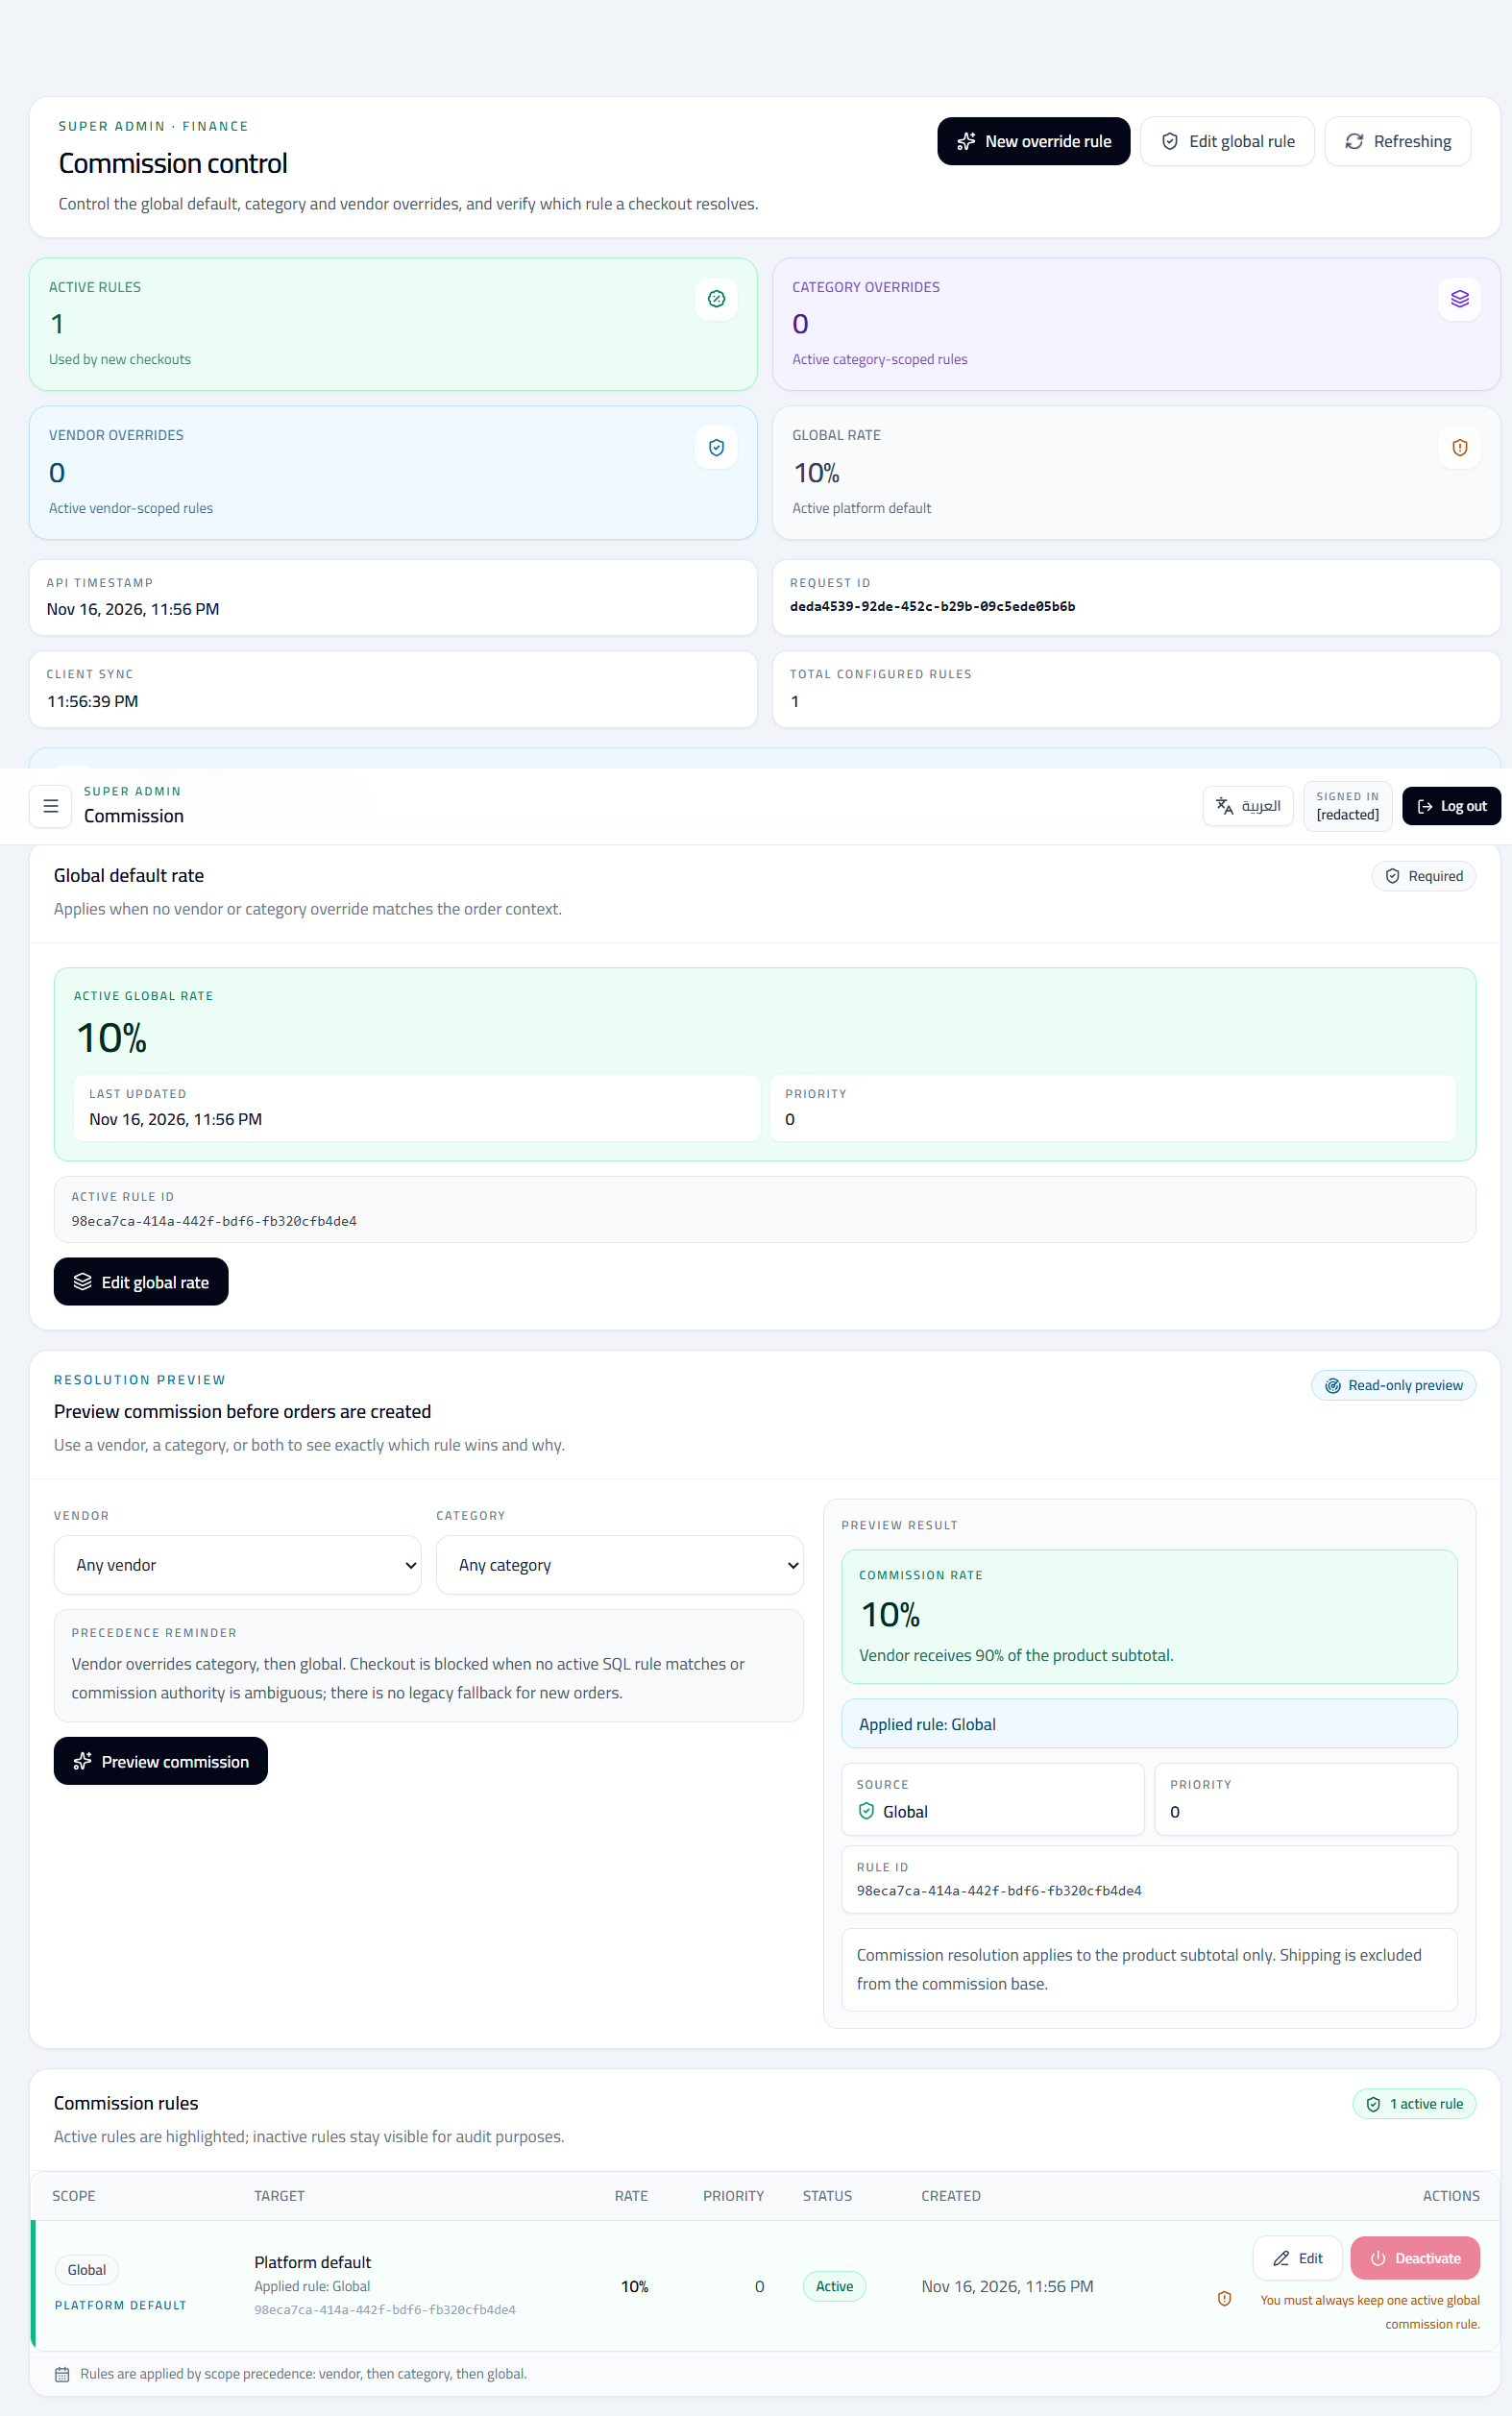 SUPER ADMIN · FINANCE
Commission control
Control the global default, category and vendor overrides, and verify which rule a checkout resolves.
New override rule
Edit global rule
Refreshing
ACTIVE RULES
1
Used by new checkouts
CATEGORY OVERRIDES
0
Active category-scoped rules
VENDOR OVERRIDES
0
Active vendor-scoped rules
GLOBAL RATE
10%
Active platform default
API TIMESTAMP
Nov 16, 2026, 11:56 PM
REQUEST ID
deda4539-92de-452c-b29b-09c5ede05b6b
CLIENT SYNC
11:56:39 PM
TOTAL CONFIGURED RULES
1
SUPER ADMIN
Commission
العربية
SIGNED IN
[redacted]
Log out
Global default rate
Applies when no vendor or category override matches the order context.
Required
ACTIVE GLOBAL RATE
10%
LAST UPDATED
Nov 16, 2026, 11:56 PM
PRIORITY
0
ACTIVE RULE ID
98eca7ca-414a-442f-bdf6-fb320cfb4de4
Edit global rate
RESOLUTION PREVIEW
Preview commission before orders are created
Use a vendor, a category, or both to see exactly which rule wins and why.
Read-only preview
VENDOR
Any vendor
CATEGORY
Any category
PRECEDENCE REMINDER
Vendor overrides category, then global. Checkout is blocked when no active SQL rule matches or
commission authority is ambiguous; there is no legacy fallback for new orders.
Preview commission
PREVIEW RESULT
COMMISSION RATE
10%
Vendor receives 90% of the product subtotal.
Applied rule: Global
SOURCE
Global
PRIORITY
0
RULE ID
98eca7ca-414a-442f-bdf6-fb320cfb4de4
Commission resolution applies to the product subtotal only. Shipping is excluded
from the commission base.
Commission rules
Active rules are highlighted; inactive rules stay visible for audit purposes.
1 active rule
SCOPE TARGET RATE PRIORITY STATUS CREATED ACTIONS
Global
PLATFORM DEFAULT
Platform default
Applied rule: Global
98eca7ca-414a-442f-bdf6-fb320cfb4de4
10%
0
Active
Nov 16, 2026, 11:56 PM
Edit
Deactivate
You must always keep one active global
commission rule.
Rules are applied by scope precedence: vendor, then category, then global.